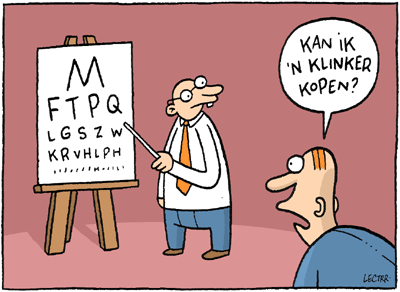 M
FTPQ
LGSZW
KRVHLPH
KAN IK
'N KLINKER
KOPEN?
LECTRR